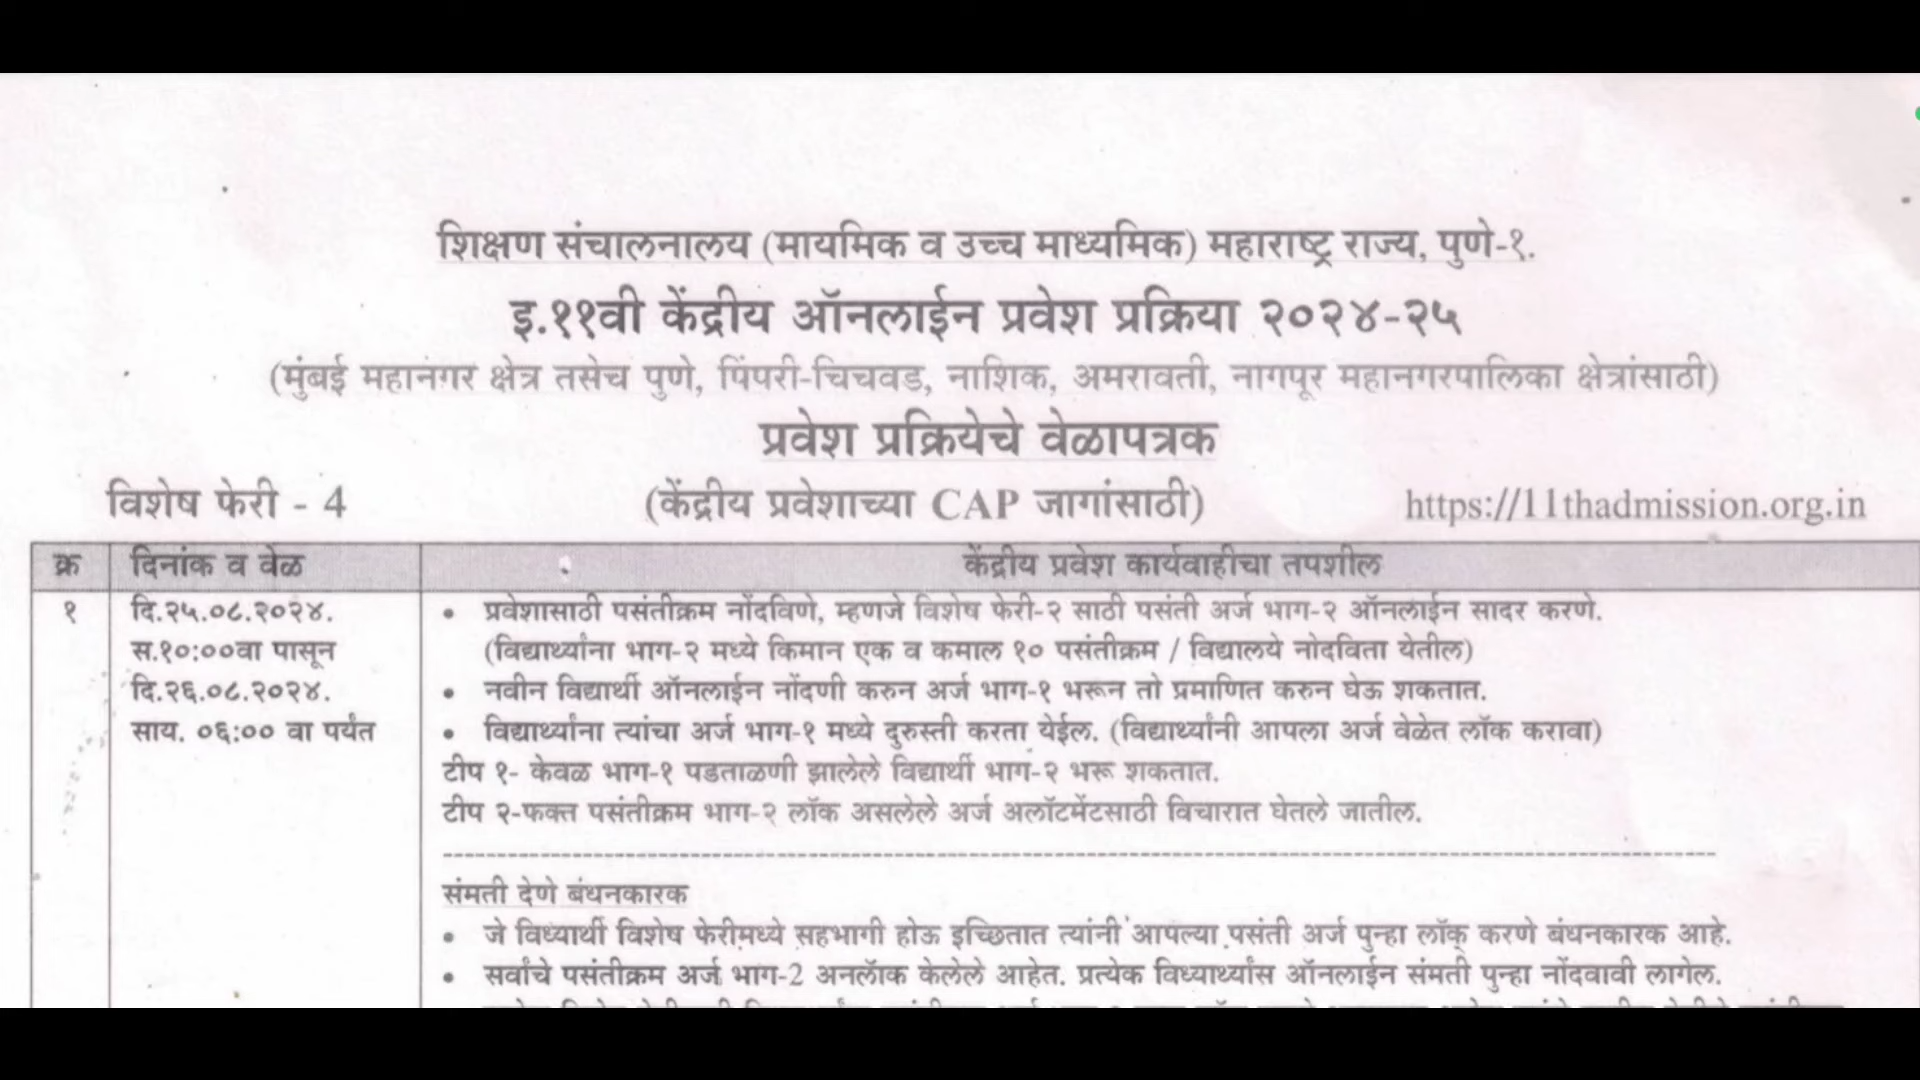 शिक्षण संचालनालय (मायमिक व उच्च माध्यमिक) महाराष्ट्र राज्य, पुणे-१.
इ.११वी केंद्रीय ऑनलाईन प्रवेश प्रक्रिया २०२४-२५
(मुंबई महानगर क्षेत्र तसेच पुणे, पिंपरी-चिचवड, नाशिक, अमरावती, नागपूर महानगरपालिका क्षेत्रांसाठी)
प्रवेश प्रक्रियेचे वेळापत्रक
विशेष फेरी - 4 (केंद्रीय प्रवेशाच्या CAP जागांसाठी) https://11thadmission.org.in
क्र दिनांक व वेळ केंद्रीय प्रवेश कार्यवाहीचा तपशील
१ दि.२५.०८.२०२४. • प्रवेशासाठी पसंतीक्रम नोंदविणे, म्हणजे विशेष फेरी-२ साठी पसंती अर्ज भाग-२ ऑनलाईन सादर करणे.
स.१०:००वा पासून (विद्यार्थ्यांना भाग-२ मध्ये किमान एक व कमाल १० पसंतीक्रम / विद्यालये नोदविता येतील)
दि.२६.०८.२०२४. • नवीन विद्यार्थी ऑनलाईन नोंदणी करुन अर्ज भाग-१ भरून तो प्रमाणित करुन घेऊ शकतात.
साय. ०६:०० वा पर्यंत • विद्यार्थ्यांना त्यांचा अर्ज भाग-१ मध्ये दुरुस्ती करता येईल. (विद्यार्थ्यांनी आपला अर्ज वेळेत लॉक करावा)
टीप १- केवळ भाग-१ पडताळणी झालेले विद्यार्थी भाग-२ भरू शकतात.
टीप २-फक्त पसंतीक्रम भाग-२ लॉक असलेले अर्ज अलॉटमेंटसाठी विचारात घेतले जातील.
संमती देणे बंधनकारक
• जे विध्यार्थी विशेष फेरीमध्ये सहभागी होऊ इच्छितात त्यांनी आपल्या पसंती अर्ज पुन्हा लॉक् करणे बंधनकारक आहे.
• सर्वांचे पसंतीक्रम अर्ज भाग-2 अनलॅाक केलेले आहेत. प्रत्येक विध्यार्थ्यास ऑनलाईन संमती पुन्हा नोंदवावी लागेल.